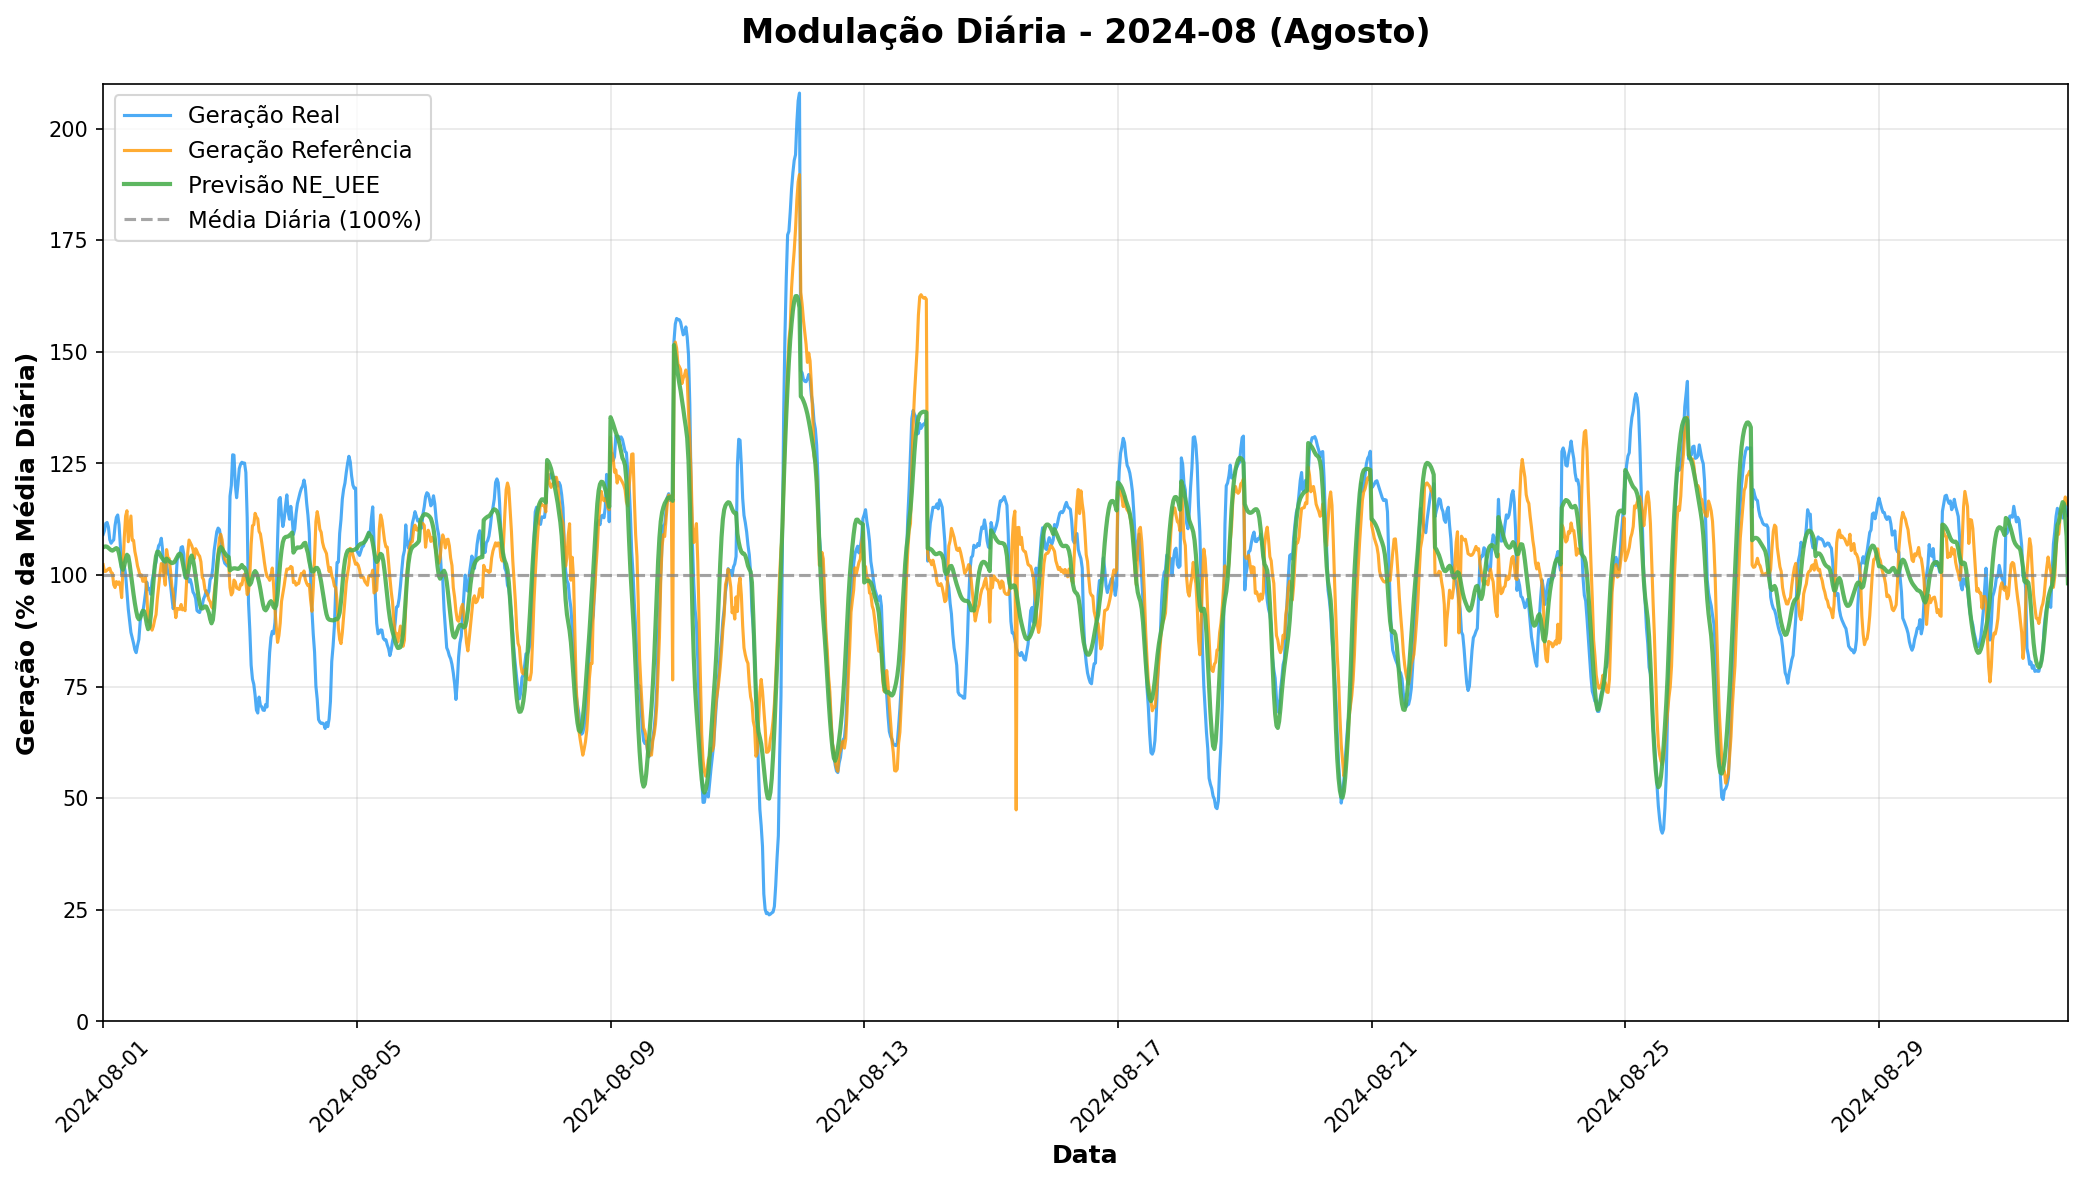 Modulação Diária - 2024-08 (Agosto)
Geração Real
Geração Referência
Previsão NE_UEE
Média Diária (100%)
Geração (% da Média Diária)
200
175
150
125
100
75
50
25
0
2024-08-01
2024-08-05
2024-08-09
2024-08-13
2024-08-17
2024-08-21
2024-08-25
2024-08-29
Data